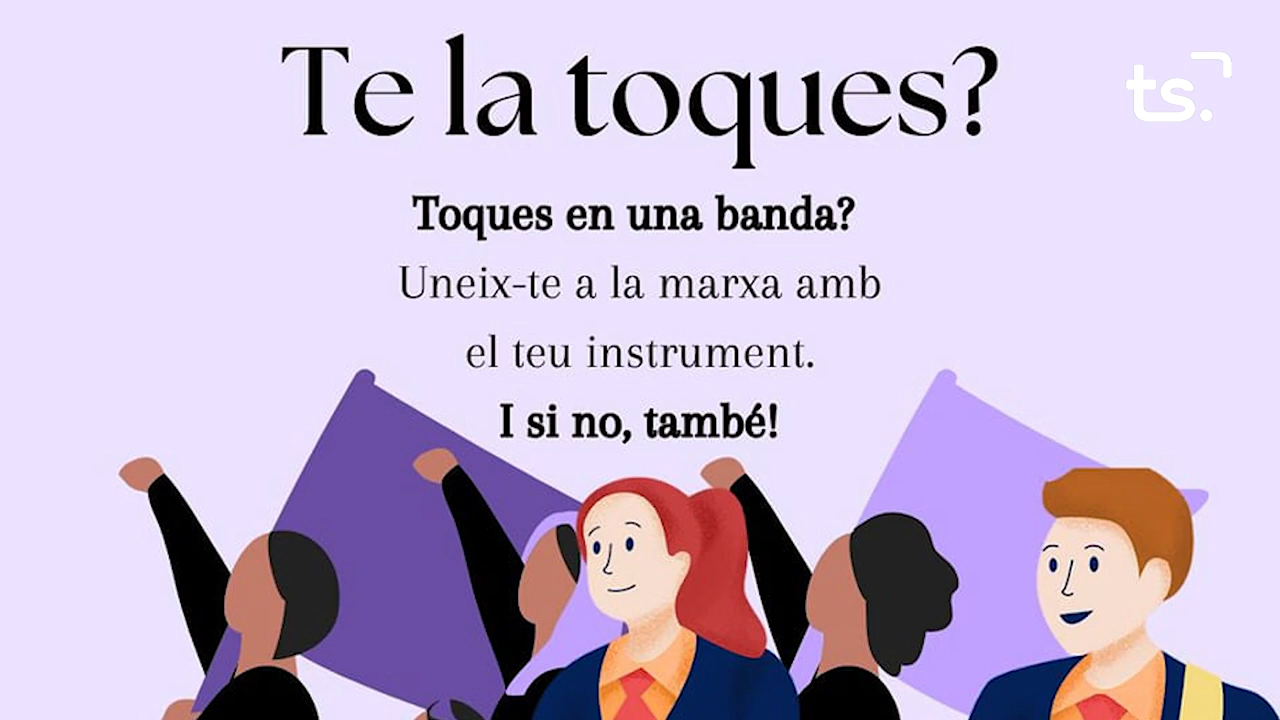 Te la toques?
ts.
Toques en una banda?
Uneix-te a la marxa amb
el teu instrument.
I si no, també!